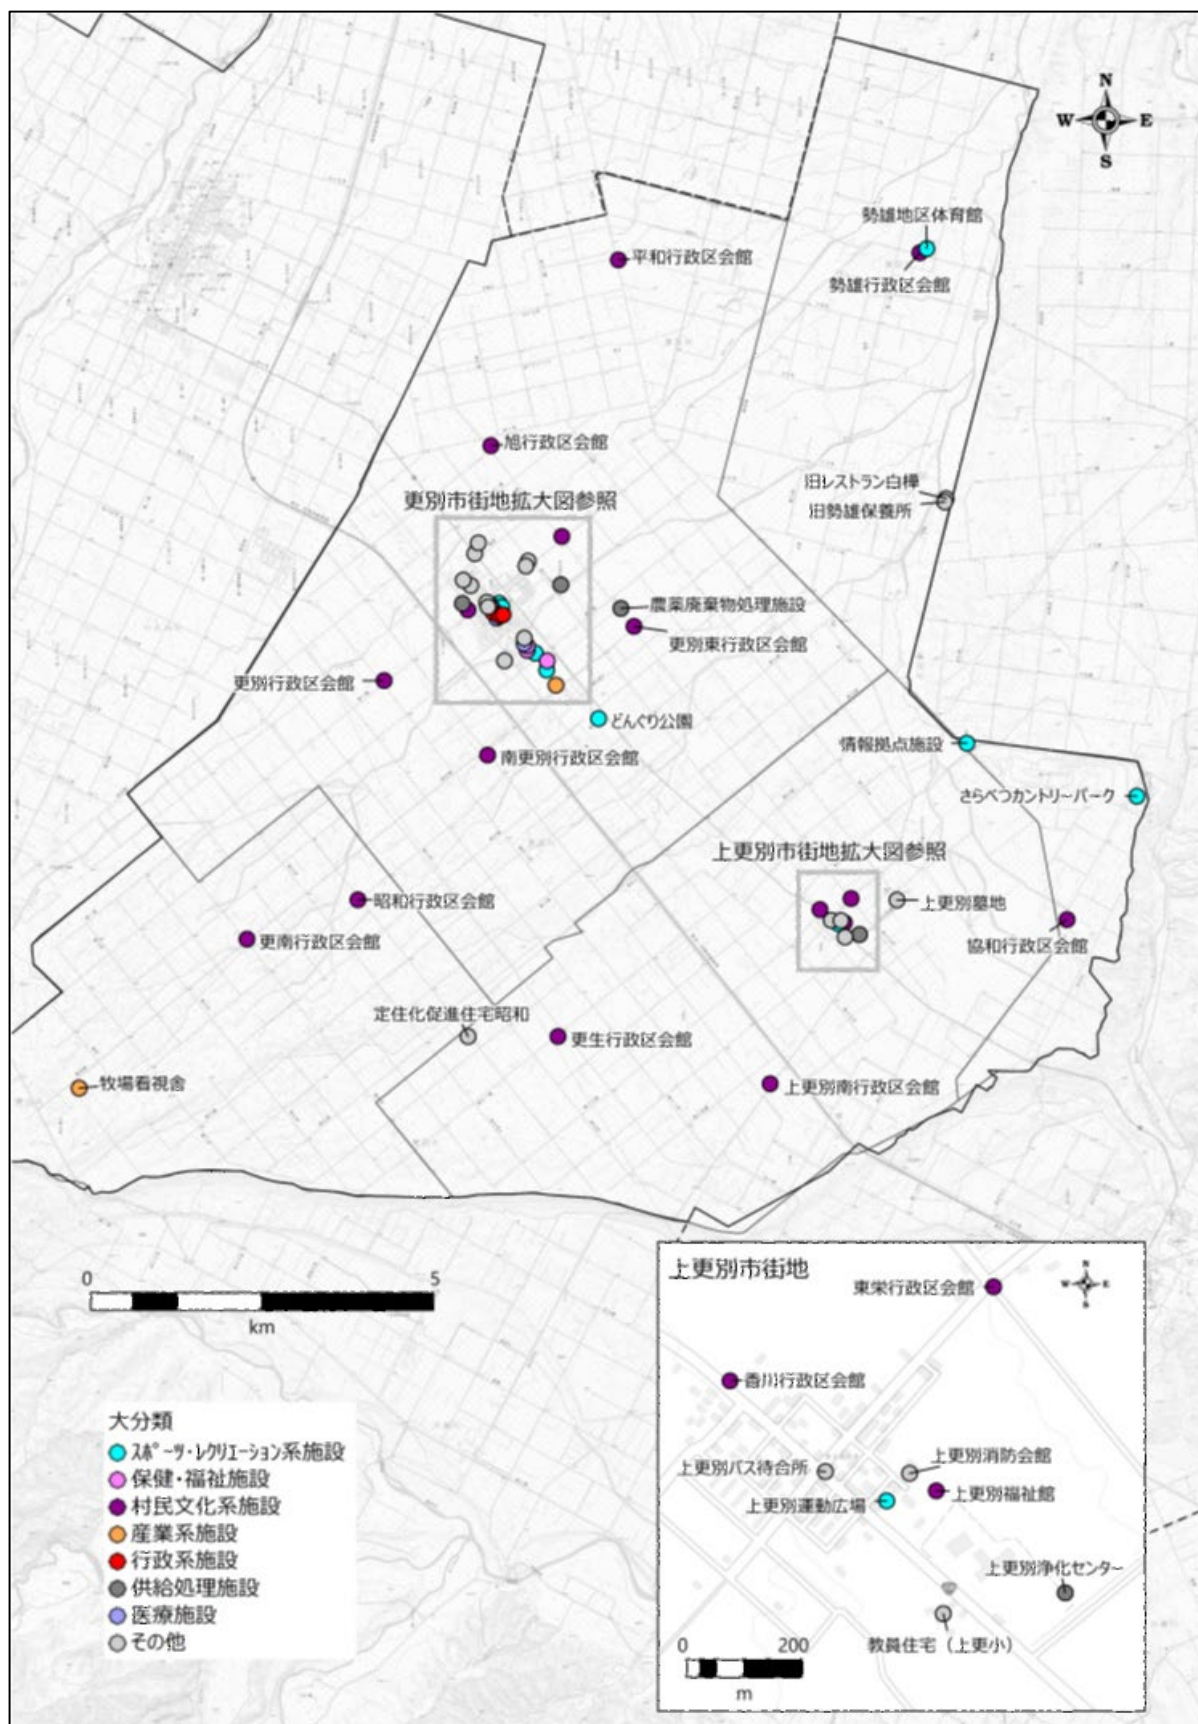 N
W E
S
勢雄地区体育館
平和行政区会館
勢雄行政区会館
旭行政区会館
旧レストラン白樺
更別市街地拡大図参照
旧勢雄保養所
農薬廃棄物処理施設
更別東行政区会館
更別行政区会館
どんぐり公園
情報拠点施設
南更別行政区会館
さらべつカントリーパーク
上更別市街地拡大図参照
昭和行政区会館
上更別墓地
更南行政区会館
協和行政区会館
定住化促進住宅昭和
更生行政区会館
牧場看視舎
上更別南行政区会館
0 5
km
大分類
スポーツ・レクリエーション系施設
保健・福祉施設
村民文化系施設
産業系施設
行政系施設
供給処理施設
医療施設
その他
上更別市街地
N
W E
S
東栄行政区会館
香川行政区会館
上更別バス待合所
上更別消防会館
上更別運動広場
上更別福祉館
上更別浄化センター
教員住宅（上更小）
0 200
m